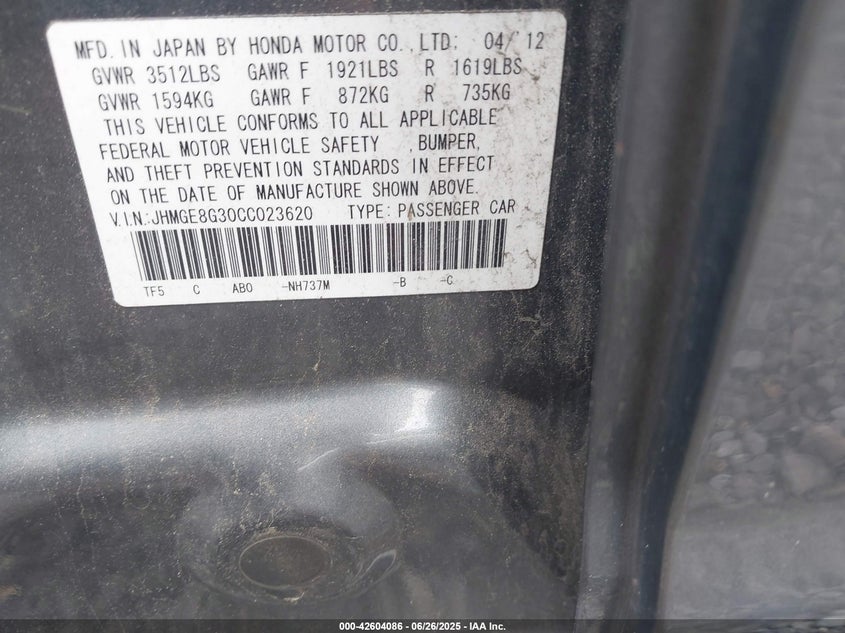 MFD. IN JAPAN BY HONDA MOTOR CO., LTD: 04/12
GVWR 3512LBS GAWR F 1921LBS R 1619LBS
GVWR 1594KG GAWR F 872KG R 735KG
THIS VEHICLE CONFORMS TO ALL APPLICABLE
FEDERAL MOTOR VEHICLE SAFETY , BUMPER,
AND THEFT PREVENTION STANDARDS IN EFFECT
ON THE DATE OF MANUFACTURE SHOWN ABOVE.
V.I.N:JHMGE8G30CC023620 TYPE: PASSENGER CAR
TF5 C AB0 -NH737M -B -C
000-42604086 - 06/26/2025 - IAA Inc.